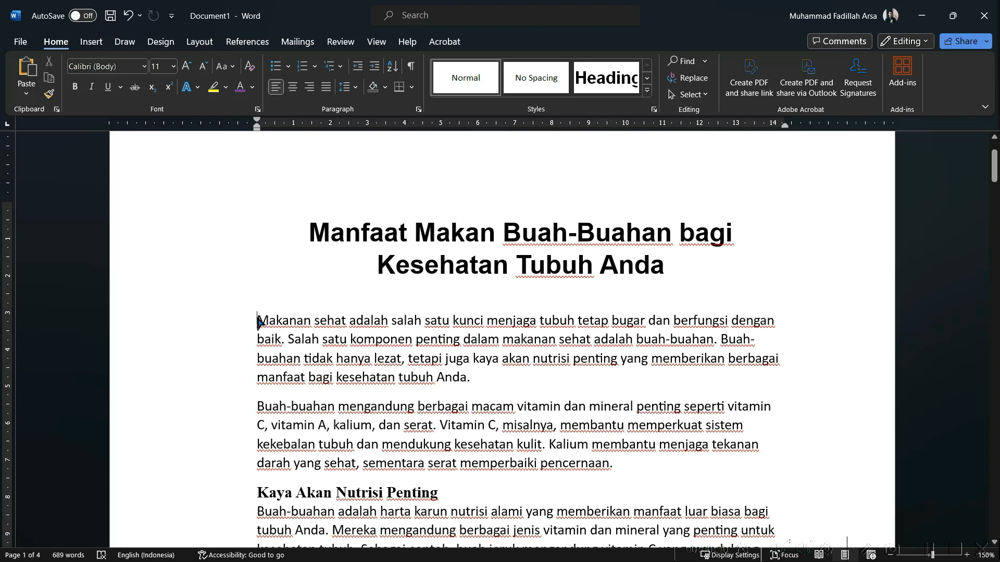 AutoSave Off Document1 - Word Search Muhammad Fadillah Arsa
File Home Insert Draw Design Layout References Mailings Review View Help Acrobat Comments Editing Share
Paste Calibri (Body) 11 Aa Normal No Spacing Heading Find Replace Select Create PDF and share link Create PDF and share via Outlook Request Signatures Add-ins
Clipboard Font Paragraph Styles Editing Adobe Acrobat Add-ins
1 2 3 4 5 6 7 8 9 10 11 12 13 14
Manfaat Makan Buah-Buahan bagi
Kesehatan Tubuh Anda
Makanan sehat adalah salah satu kunci menjaga tubuh tetap bugar dan berfungsi dengan
baik. Salah satu komponen penting dalam makanan sehat adalah buah-buahan. Buah-
buahan tidak hanya lezat, tetapi juga kaya akan nutrisi penting yang memberikan berbagai
manfaat bagi kesehatan tubuh Anda.
Buah-buahan mengandung berbagai macam vitamin dan mineral penting seperti vitamin
C, vitamin A, kalium, dan serat. Vitamin C, misalnya, membantu memperkuat sistem
kekebalan tubuh dan mendukung kesehatan kulit. Kalium membantu menjaga tekanan
darah yang sehat, sementara serat memperbaiki pencernaan.
Kaya Akan Nutrisi Penting
Buah-buahan adalah harta karun nutrisi alami yang memberikan manfaat luar biasa bagi
tubuh Anda. Mereka mengandung berbagai jenis vitamin dan mineral yang penting untuk
Page 1 of 4 689 words English (Indonesia) Accessibility: Good to go Display Settings Focus 150%